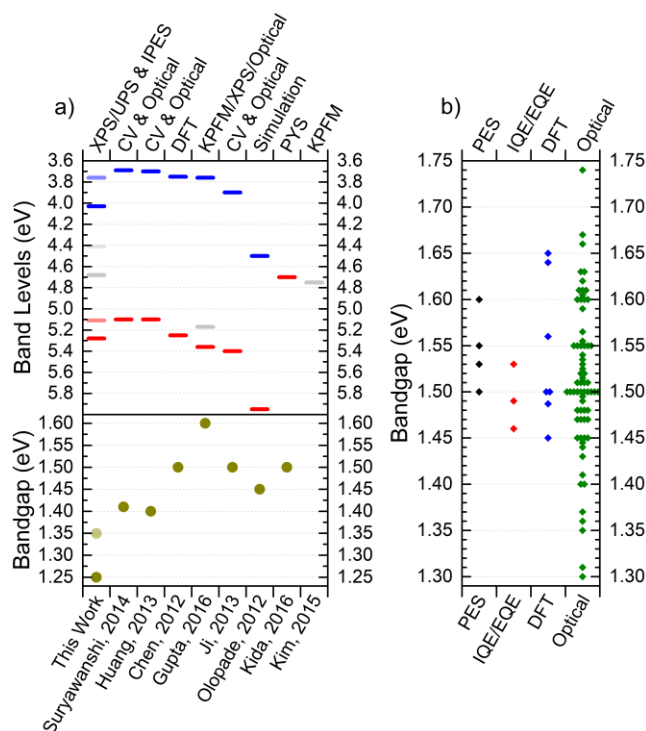 a)
XPS/UPS & IPES
CV & Optical
CV & Optical
DFT
KPFM/XPS/Optical
CV & Optical
Simulation
PYS
KPFM
3.6 3.6
3.8 3.8
4.0 4.0
4.2 4.2
4.4 4.4
4.6 4.6
4.8 4.8
5.0 5.0
5.2 5.2
5.4 5.4
5.6 5.6
5.8 5.8
Band Levels (eV)
1.60 1.60
1.55 1.55
1.50 1.50
1.45 1.45
1.40 1.40
1.35 1.35
1.30 1.30
1.25 1.25
Bandgap (eV)
This Work
Suryawanshi, 2014
Huang, 2013
Chen, 2012
Gupta, 2016
Ji, 2013
Olopade, 2012
Kida, 2016
Kim, 2015
b)
PES
IQE/EQE
DFT
Optical
1.75 1.75
1.70 1.70
1.65 1.65
1.60 1.60
1.55 1.55
1.50 1.50
1.45 1.45
1.40 1.40
1.35 1.35
1.30 1.30
Bandgap (eV)
PES
IQE/EQE
DFT
Optical